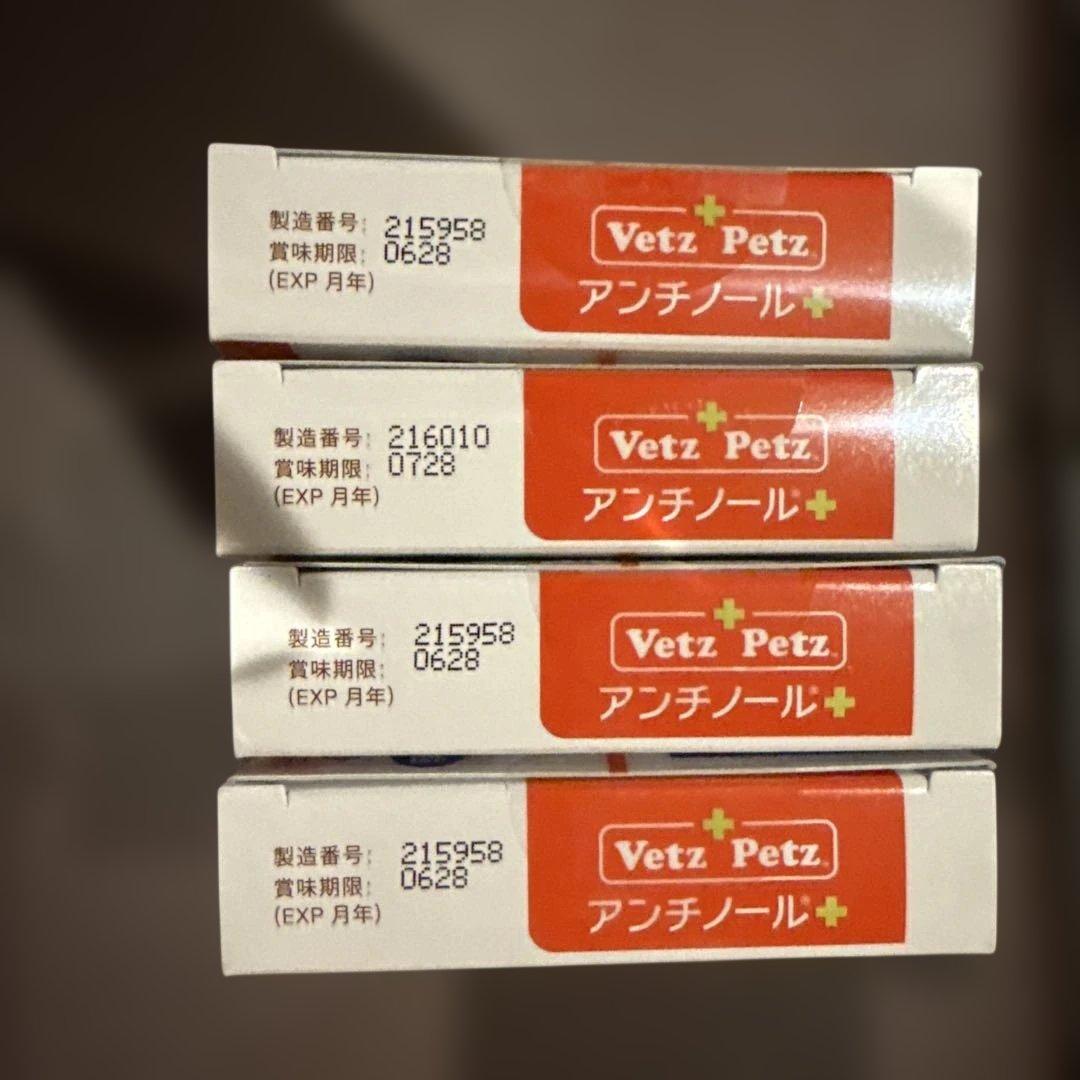 製造番号: 215958
賞味期限: 0628
(EXP 月年)
Vetz Petz
アンチノール
製造番号: 216010
賞味期限: 0728
(EXP 月年)
Vetz Petz
アンチノール®
製造番号: 215958
賞味期限: 0628
(EXP 月年)
Vetz Petz™
アンチノール®
製造番号: 215958
賞味期限: 0628
(EXP 月年)
Vetz Petz
アンチノール®